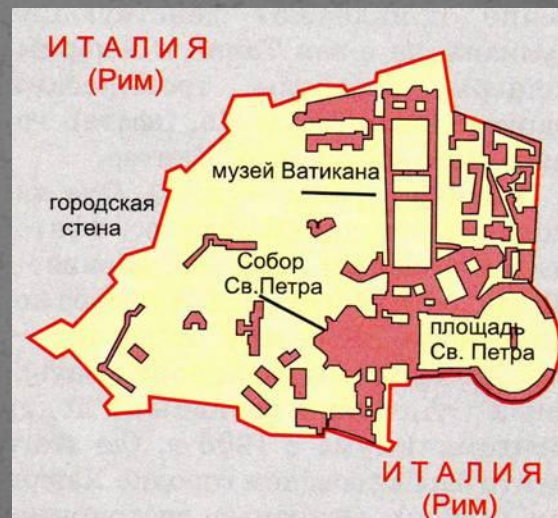 ИТАЛИЯ
(Рим)
музей Ватикана
городская
стена
Собор
Св.Петра
площадь
Св. Петра
ИТАЛИЯ
(Рим)